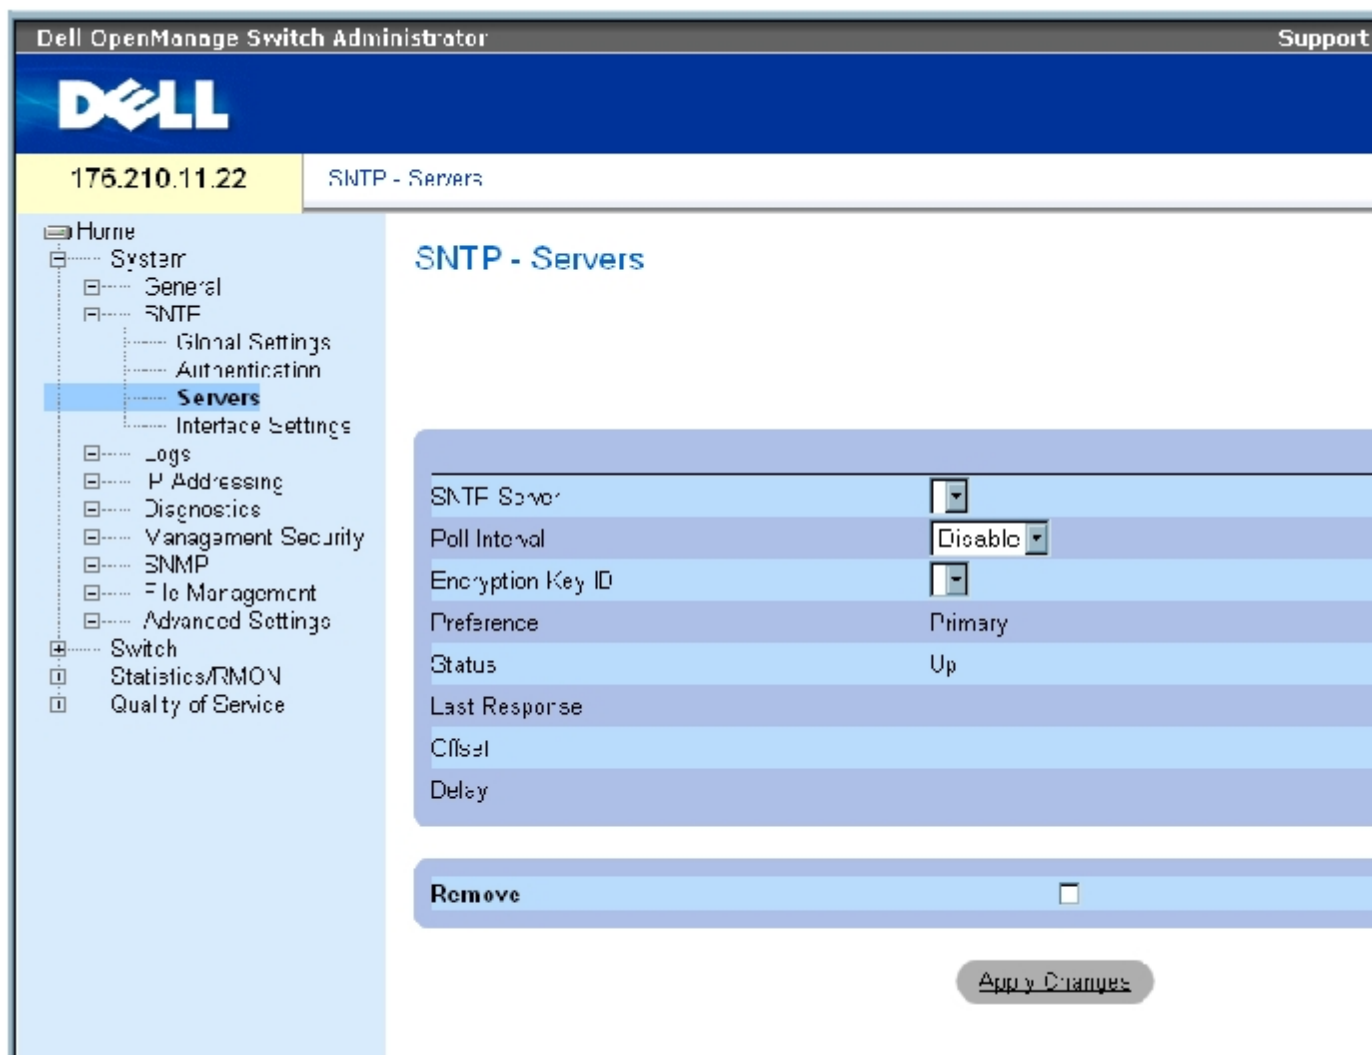 Dell OpenManage Switch Administrator
Support
DELL
176.210.11.22
SNTP - Servers
Home
System
General
SNTP
Global Settings
Authentication
Servers
Interface Settings
Logs
IP Addressing
Diagnostics
Management Security
SNMP
File Management
Advanced Settings
Switch
Statistics/RMON
Quality of Service
SNTP - Servers
SNTP Server
Poll Interval
Disable
Encryption Key ID
Preference
Primary
Status
Up
Last Response
Offset
Delay
Remove
Apply Changes